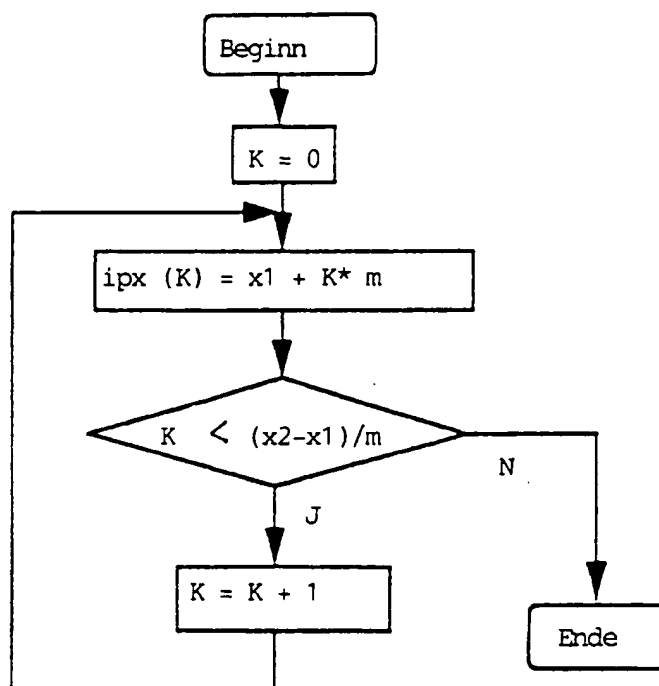 Beginn
K = 0
ipx (K) = x1 + K* m
K < (x2-x1)/m
N
J
K = K + 1
Ende